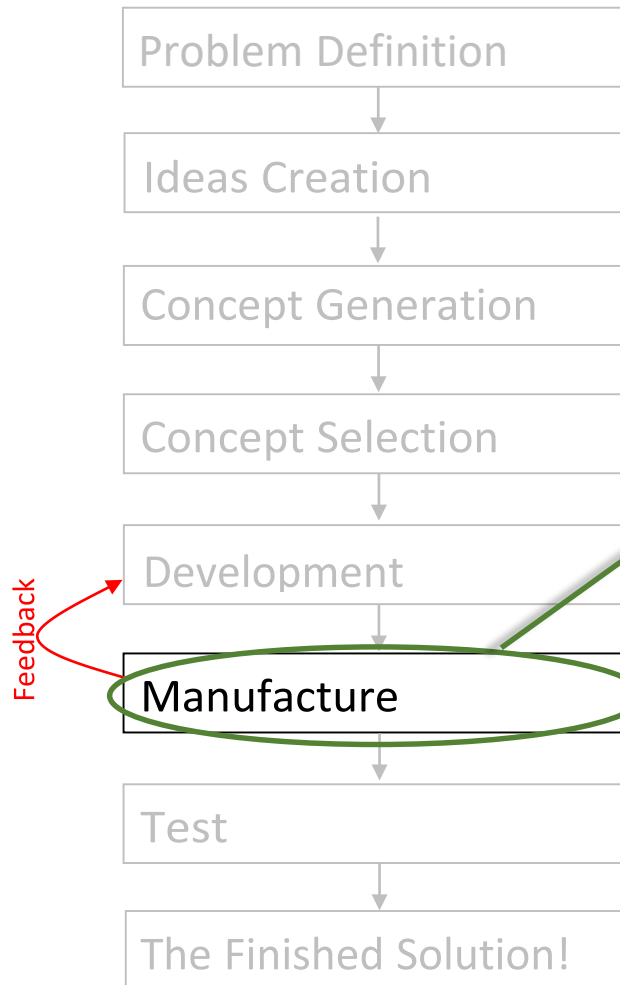 Problem Definition
Ideas Creation
Concept Generation
Concept Selection
Development
Feedback
Manufacture
Test
The Finished Solution!